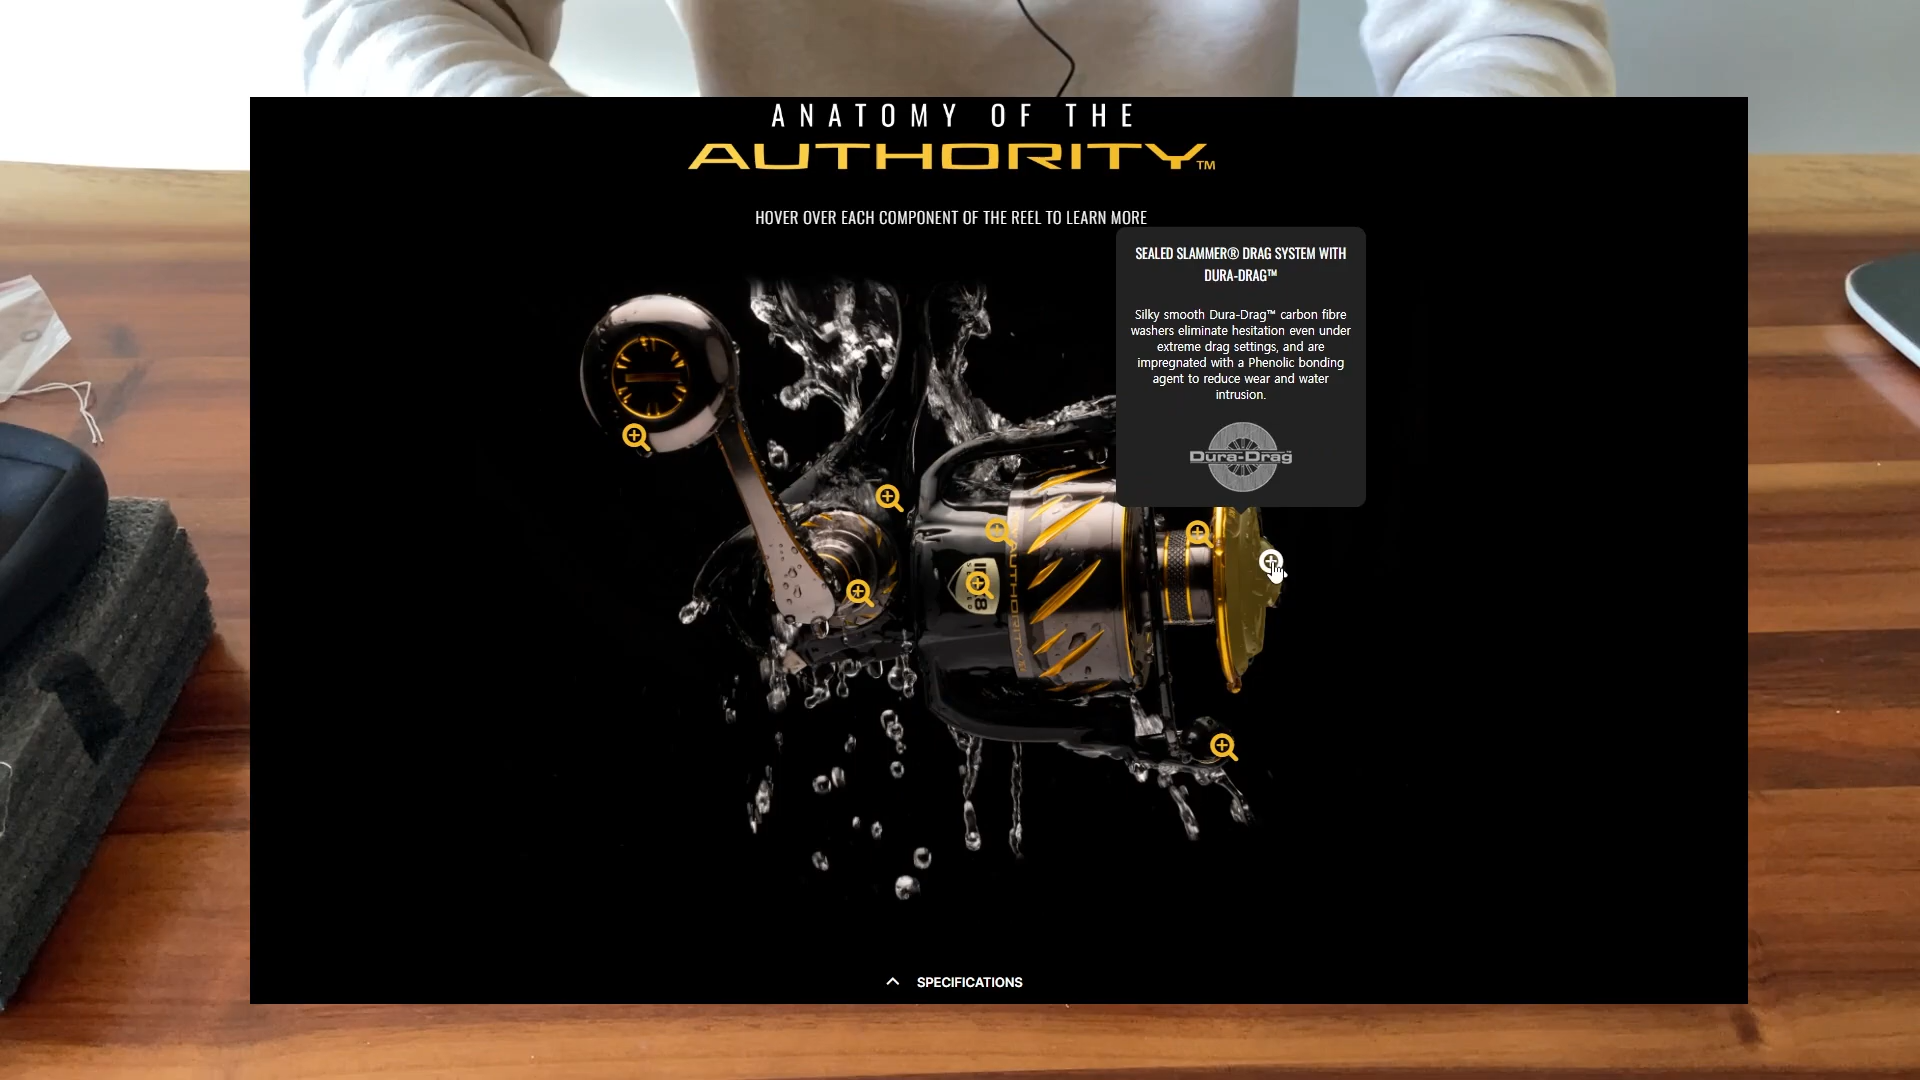 ANATOMY OF THE
AUTHORITY™
HOVER OVER EACH COMPONENT OF THE REEL TO LEARN MORE
SEALED SLAMMER® DRAG SYSTEM WITH
DURA-DRAG™
Silky smooth Dura-Drag™ carbon fibre
washers eliminate hesitation even under
extreme drag settings, and are
impregnated with a Phenolic bonding
agent to reduce wear and water
intrusion.
Dura-Drag™
AUTHORITY
SPECIFICATIONS